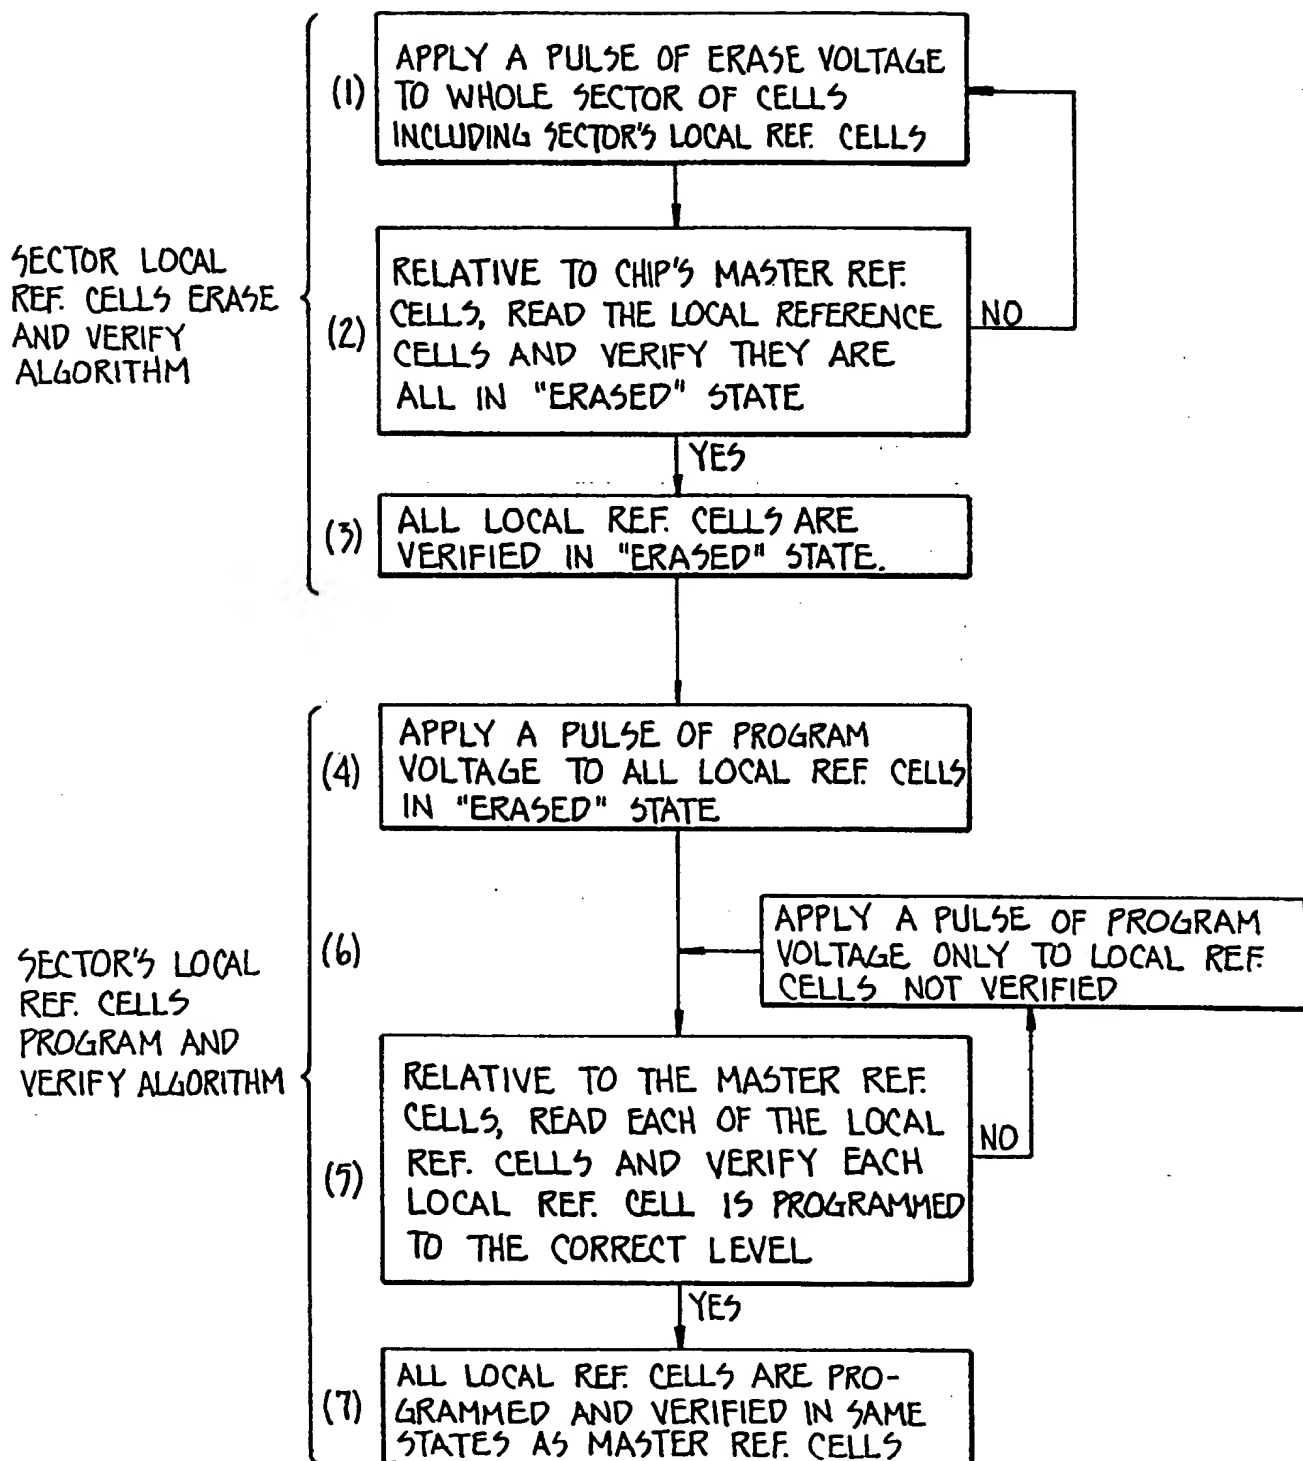 (1)
APPLY A PULSE OF ERASE VOLTAGE
TO WHOLE SECTOR OF CELLS
INCLUDING SECTOR'S LOCAL REF. CELLS
SECTOR LOCAL
REF. CELLS ERASE
AND VERIFY
ALGORITHM
(2)
RELATIVE TO CHIP'S MASTER REF.
CELLS, READ THE LOCAL REFERENCE
CELLS AND VERIFY THEY ARE
ALL IN "ERASED" STATE
NO
YES
(3)
ALL LOCAL REF. CELLS ARE
VERIFIED IN "ERASED" STATE.
(4)
APPLY A PULSE OF PROGRAM
VOLTAGE TO ALL LOCAL REF. CELLS
IN "ERASED" STATE
(6)
APPLY A PULSE OF PROGRAM
VOLTAGE ONLY TO LOCAL REF.
CELLS NOT VERIFIED
SECTOR'S LOCAL
REF. CELLS
PROGRAM AND
VERIFY ALGORITHM
(5)
RELATIVE TO THE MASTER REF.
CELLS, READ EACH OF THE LOCAL
REF. CELLS AND VERIFY EACH
LOCAL REF. CELL IS PROGRAMMED
TO THE CORRECT LEVEL
NO
YES
(7)
ALL LOCAL REF. CELLS ARE PRO-
GRAMMED AND VERIFIED IN SAME
STATES AS MASTER REF. CELLS